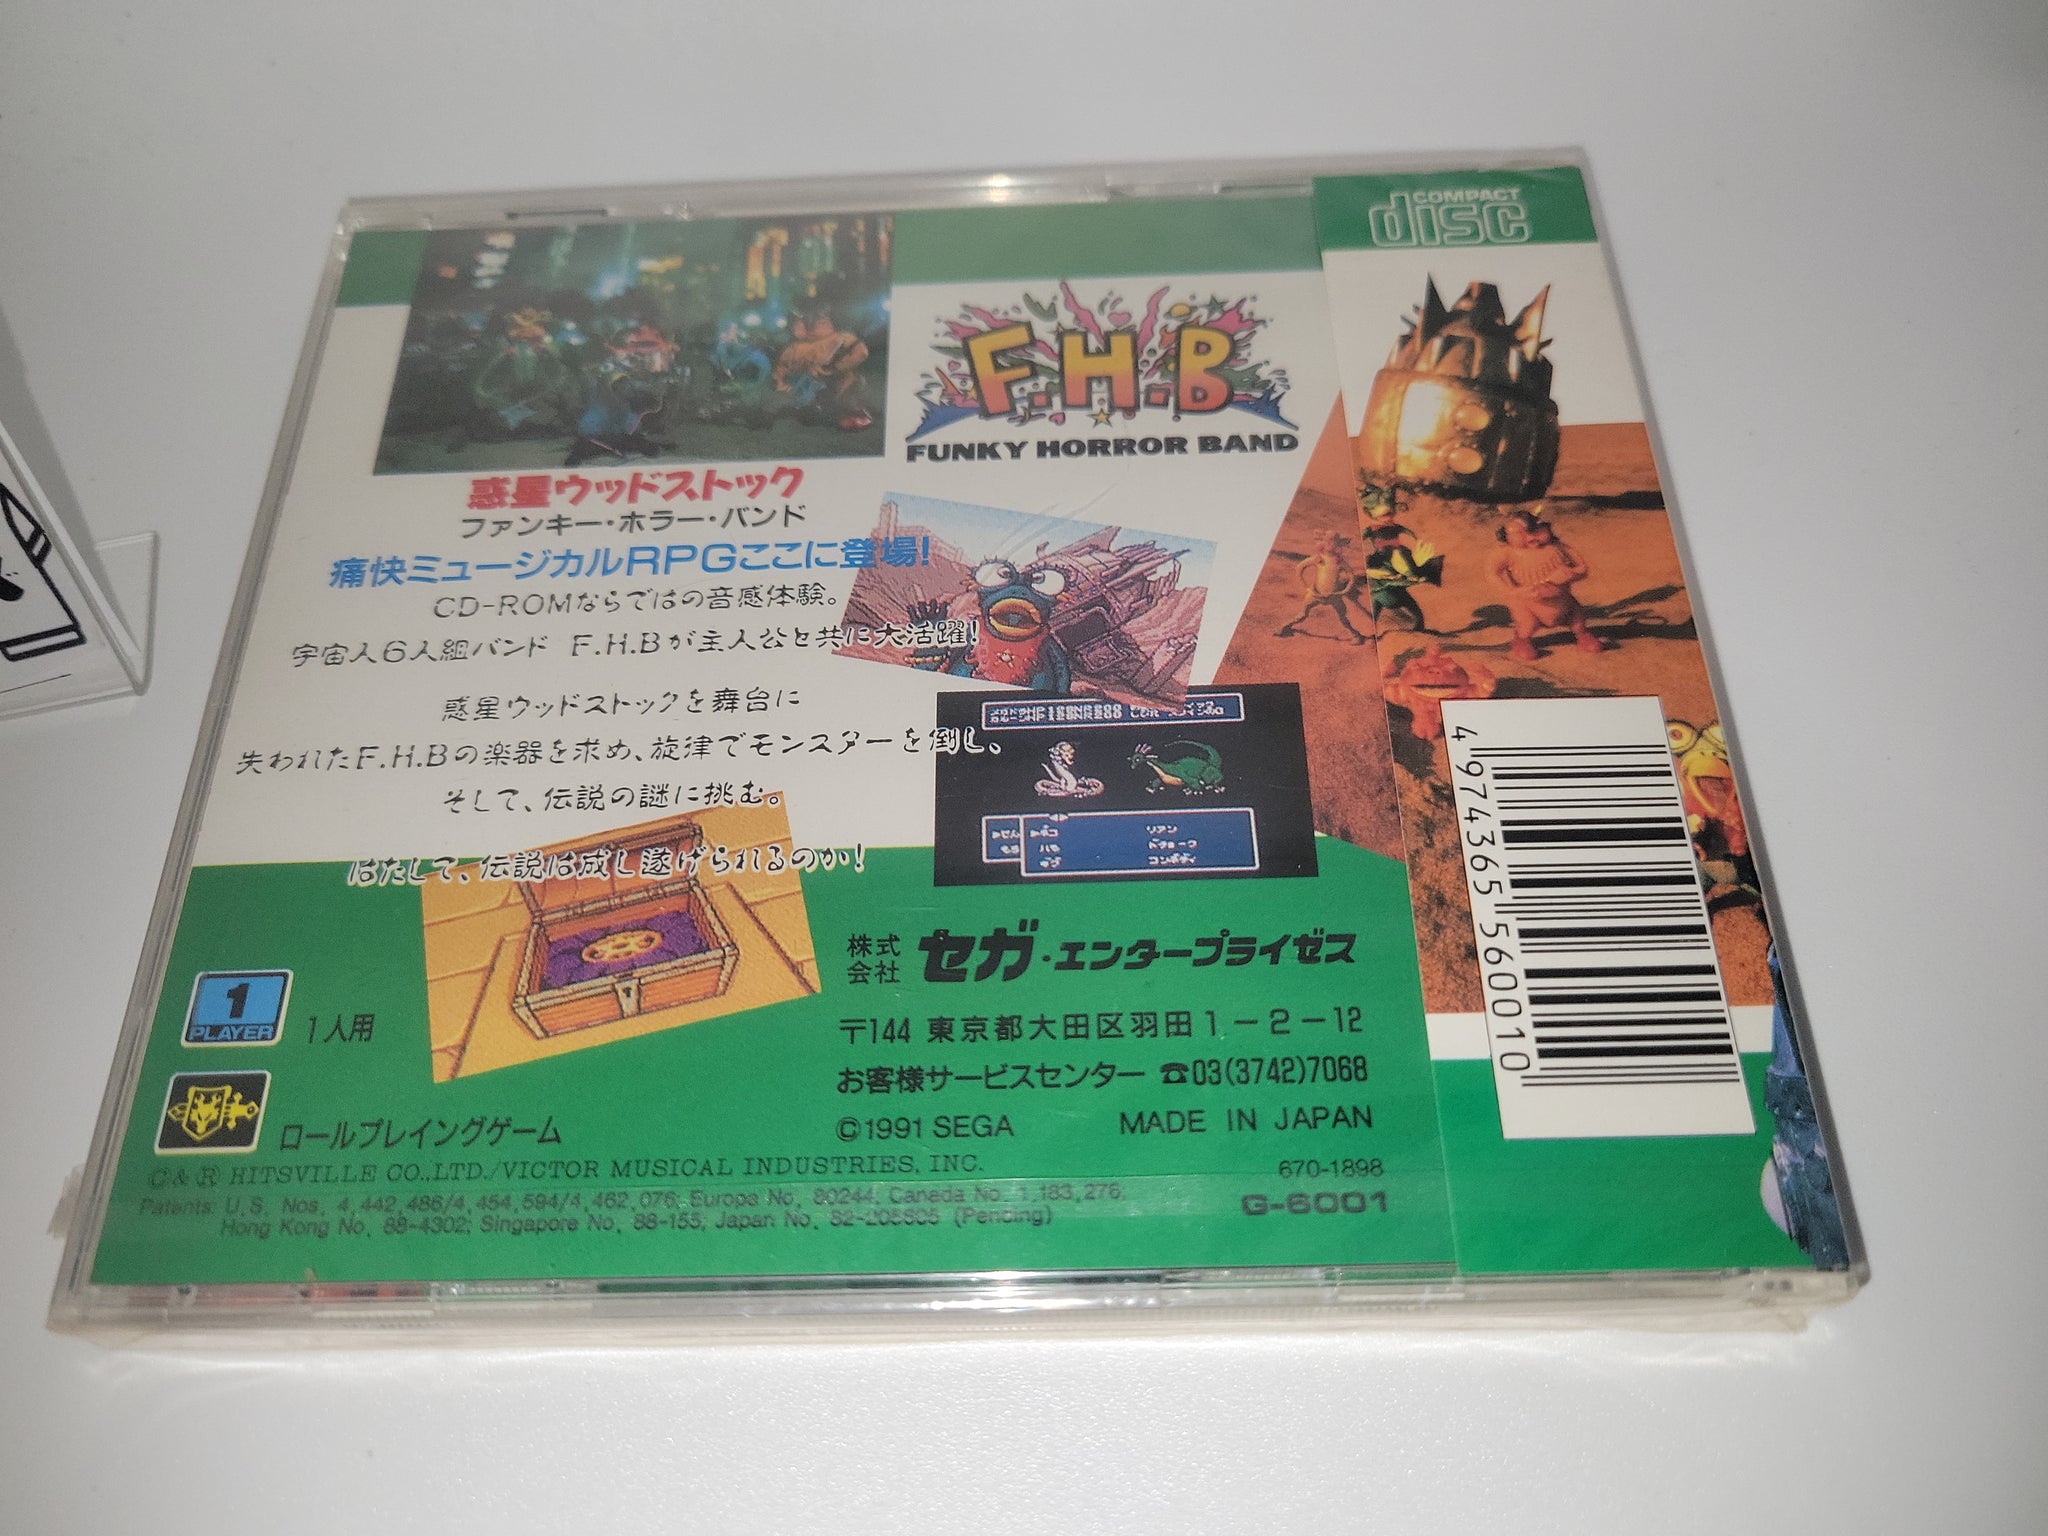 COMPACT
disc
F.H.B
FUNKY HORROR BAND
惑星ウッドストック
ファンキー・ホラー・バンド
痛快ミュージカルRPGここに登場!
CD-ROMならではの音感体験。
宇宙人6人組バンド F.H.Bが主人公と共に大活躍!
惑星ウッドストックを舞台に
失われたF.H.Bの楽器を求め、旋律でモンスターを倒し、
そして、伝説の謎に挑む。
はたして、伝説は成し遂げられるのか!
リアン
コンボディ
4974365560010
株式会社 セガ・エンタープライゼス
〒144 東京都大田区羽田1-2-12
お客様サービスセンター ☎03(3742)7068
©1991 SEGA MADE IN JAPAN
1
PLAYER
1人用
ロールプレイングゲーム
©&Ⓡ HITSVILLE CO.,LTD./VICTOR MUSICAL INDUSTRIES, INC.
670-1898
Patents: U.S. Nos. 4,442,486/4,454,594/4,462,076; Europe No. 80244, Canada No. 1,183,276,
Hong Kong No. 88-4302; Singapore No. 88-155; Japan No. 82-205605 (Pending)
G-6001